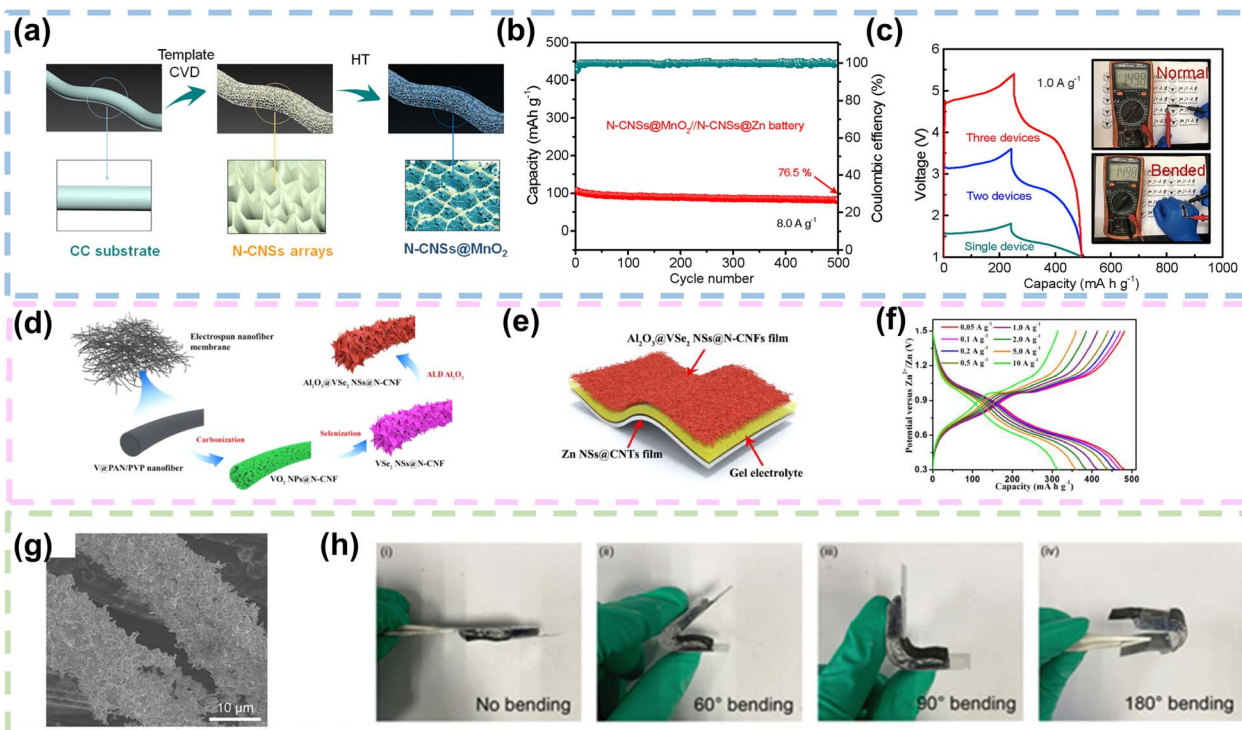 (a)
Template
CVD
HT
CC substrate
N-CNSs arrays
N-CNSs@MnO₂
(b)
Capacity (mAh g⁻¹)
500
450
400
350
300
250
200
150
100
50
0
N-CNSs@MnO₂//N-CNSs@Zn battery
76.5 %
8.0 A g⁻¹
100
80
60
40
20
0
Coulombic effiency (%)
0 100 200 300 400 500
Cycle number
(c)
Voltage (V)
6
5
4
3
2
1
1.0 A g⁻¹
Three devices
Two devices
Single device
Normal
1498
Bended
1498
0 200 400 600 800 1000
Capacity (mA h g⁻¹)
(d)
Electrospun nanofiber
membrane
V@PAN/PVP nanofiber
Carbonization
VO₂ NPs@N-CNF
Selenization
VSe₂ NSs@N-CNF
ALD Al₂O₃
Al₂O₃@VSe₂ NSs@N-CNF
(e)
Al₂O₃@VSe₂ NSs@N-CNFs film
Zn NSs@CNTs film
Gel electrolyte
(f)
Potential versus Zn²⁺/Zn (V)
1.5
1.2
0.9
0.6
0.3
0.05 A g⁻¹ 1.0 A g⁻¹
0.1 A g⁻¹ 2.0 A g⁻¹
0.2 A g⁻¹ 5.0 A g⁻¹
0.5 A g⁻¹ 10 A g⁻¹
0 100 200 300 400 500
Capacity (mA h g⁻¹)
(g)
10 μm
(h)
(i)
No bending
(ii)
60° bending
(iii)
90° bending
(iv)
180° bending